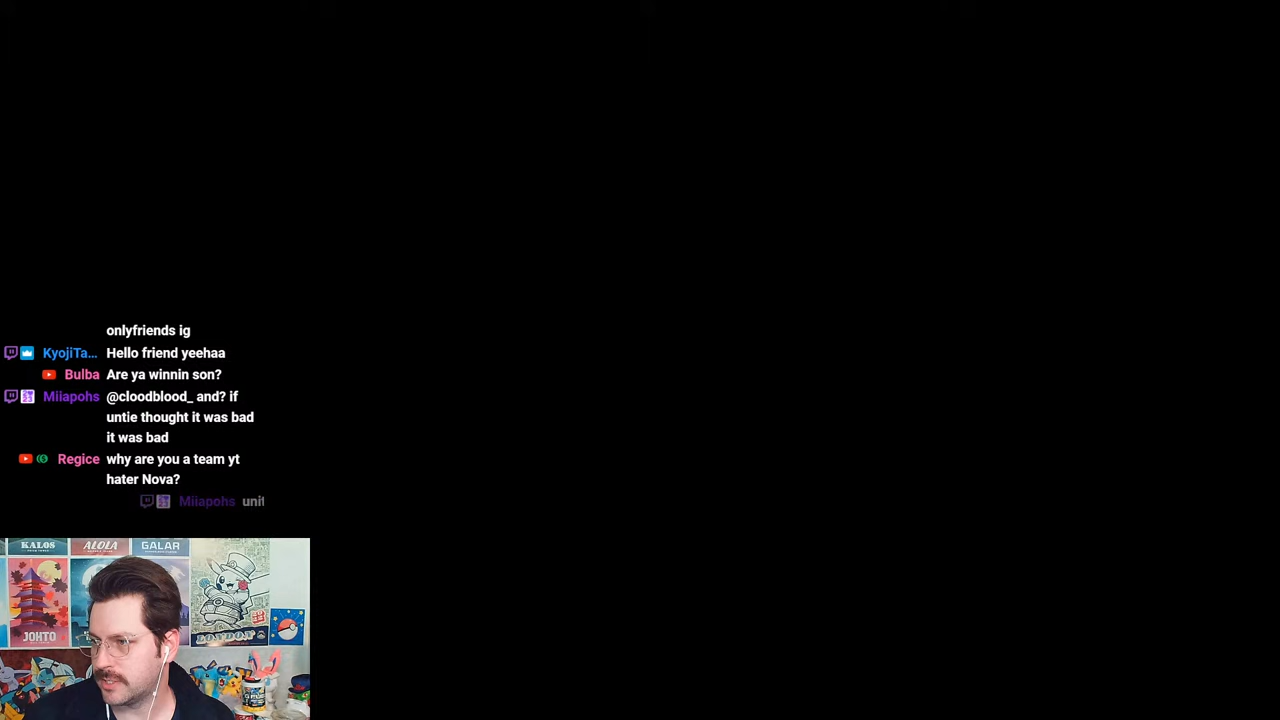 onlyfriends ig
KyojiTa... Hello friend yeehaa
Bulba Are ya winnin son?
Miiapohs @cloodblood_ and? if
untie thought it was bad
it was bad
Regice why are you a team yt
hater Nova?
Miiapohs unit
KALOS
ALOLA
GALAR
JOHTO
LONDON